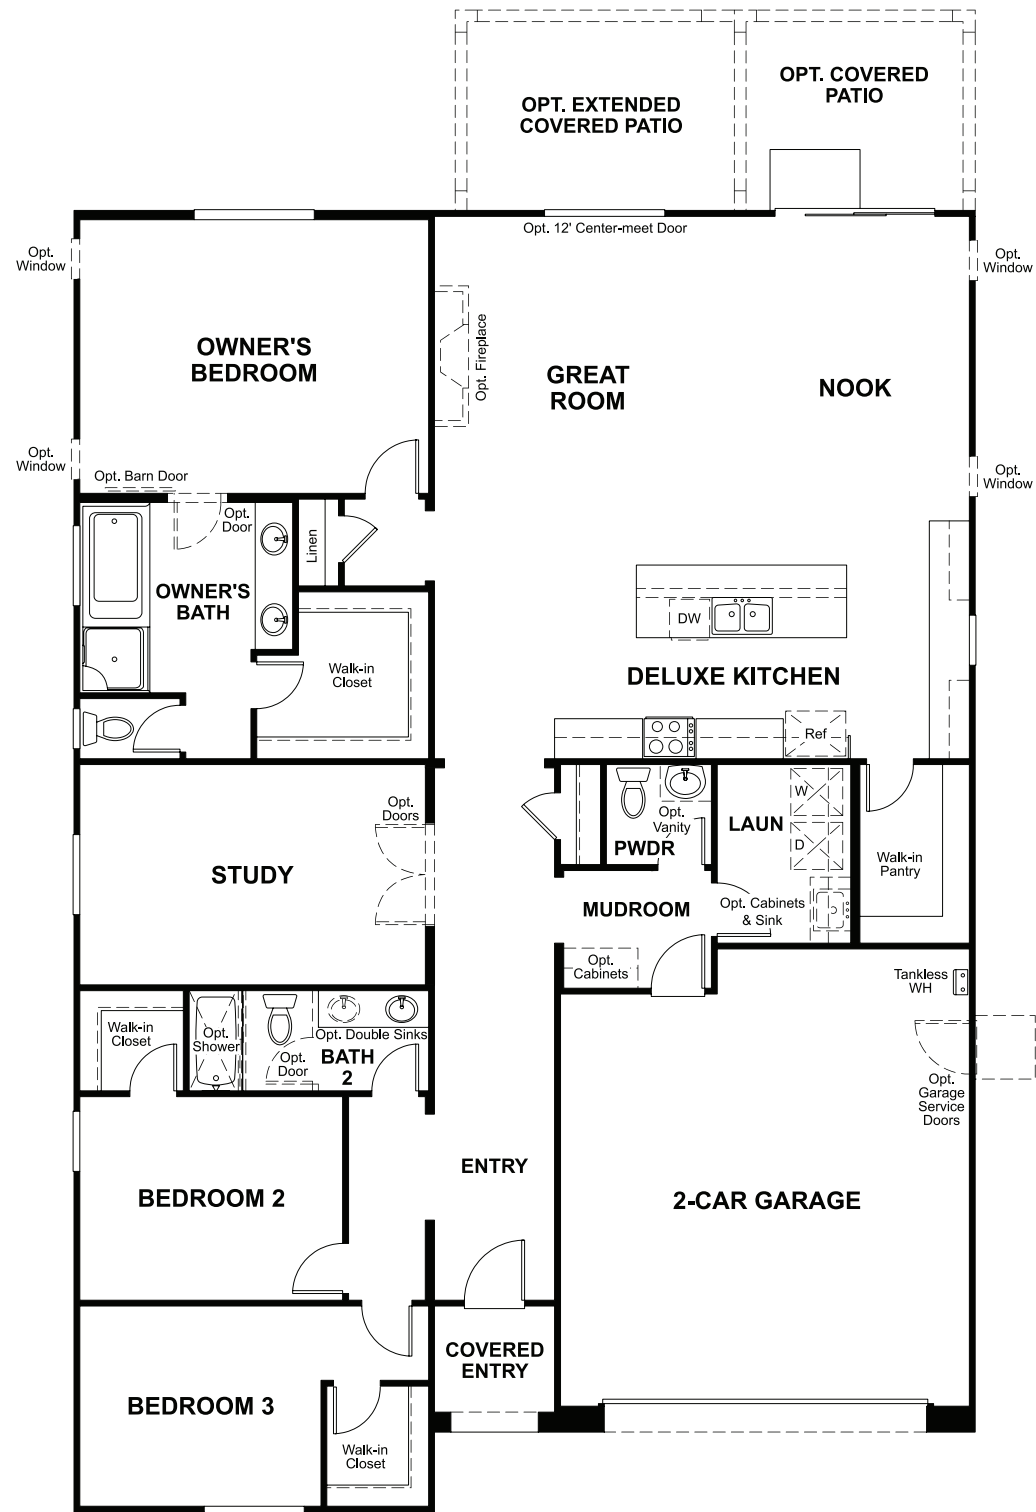 OPT. EXTENDED
COVERED PATIO
OPT. COVERED
PATIO
Opt. 12' Center-meet Door
Opt.
Window
Opt.
Window
OWNER'S
BEDROOM
Opt. Fireplace
GREAT
ROOM
NOOK
Opt.
Window
Opt.
Window
Opt. Barn Door
Opt.
Door
Linen
OWNER'S
BATH
DW
Walk-in
Closet
DELUXE KITCHEN
Ref
Opt.
Doors
W
Opt.
Vanity
LAUN
D
PWDR
Walk-in
Pantry
STUDY
MUDROOM
Opt. Cabinets
& Sink
Opt.
Cabinets
Tankless
WH
Walk-in
Closet
Opt.
Shower
Opt. Double Sinks
Opt.
Door
BATH
2
Opt.
Garage
Service
Doors
ENTRY
BEDROOM 2
2-CAR GARAGE
COVERED
ENTRY
BEDROOM 3
Walk-in
Closet